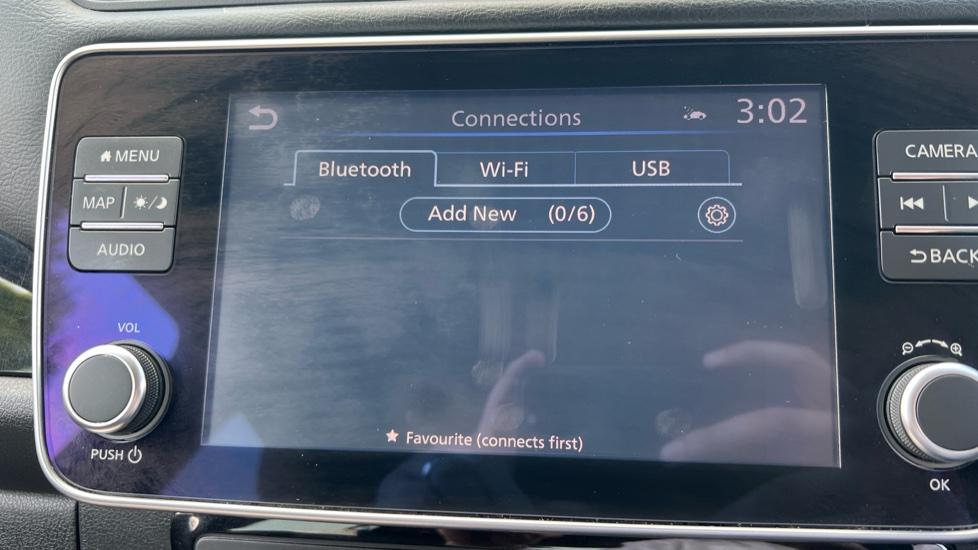 Connections 3:02
Bluetooth Wi-Fi USB
Add New (0/6)
★ Favourite (connects first)
MENU
MAP
AUDIO
VOL
PUSH
CAMERA
BACK
OK